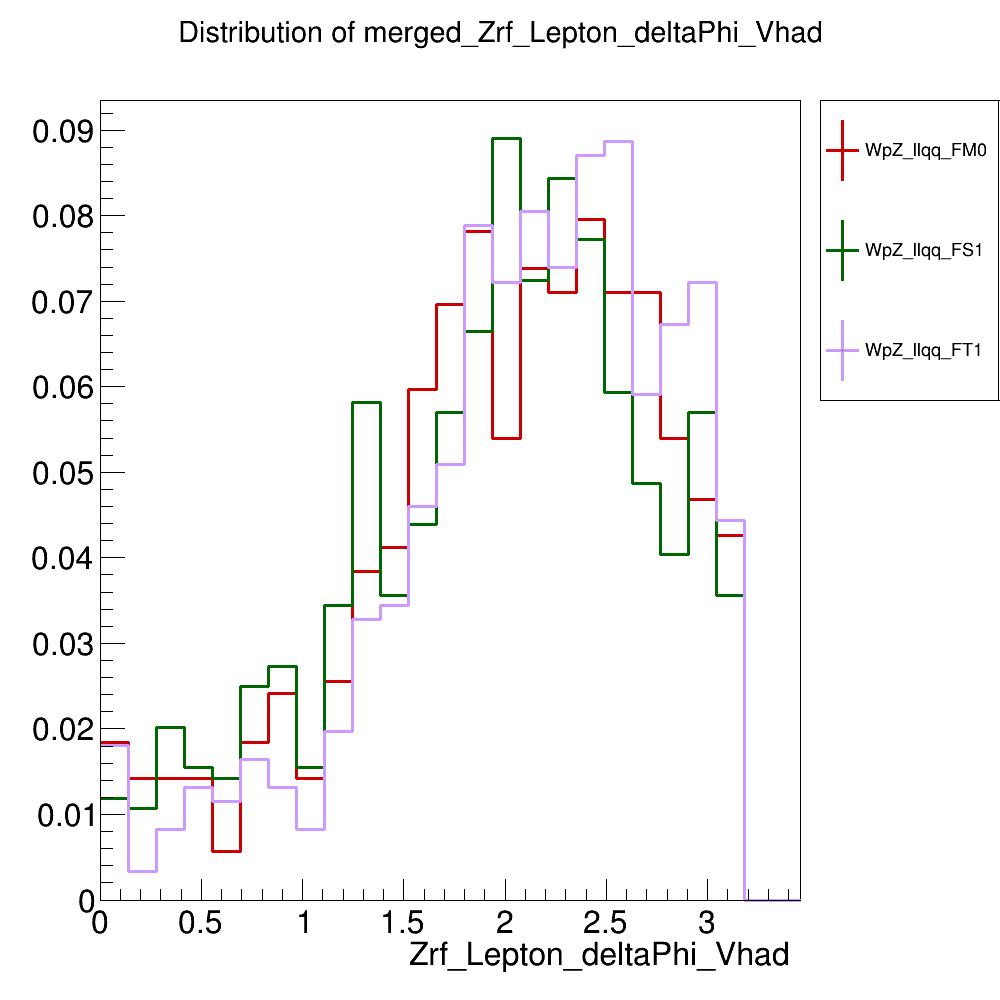 Distribution of merged_Zrf_Lepton_deltaPhi_Vhad
0.09
0.08
0.07
0.06
0.05
0.04
0.03
0.02
0.01
0
0 0.5 1 1.5 2 2.5 3
Zrf_Lepton_deltaPhi_Vhad
WpZ_llqq_FM0
WpZ_llqq_FS1
WpZ_llqq_FT1